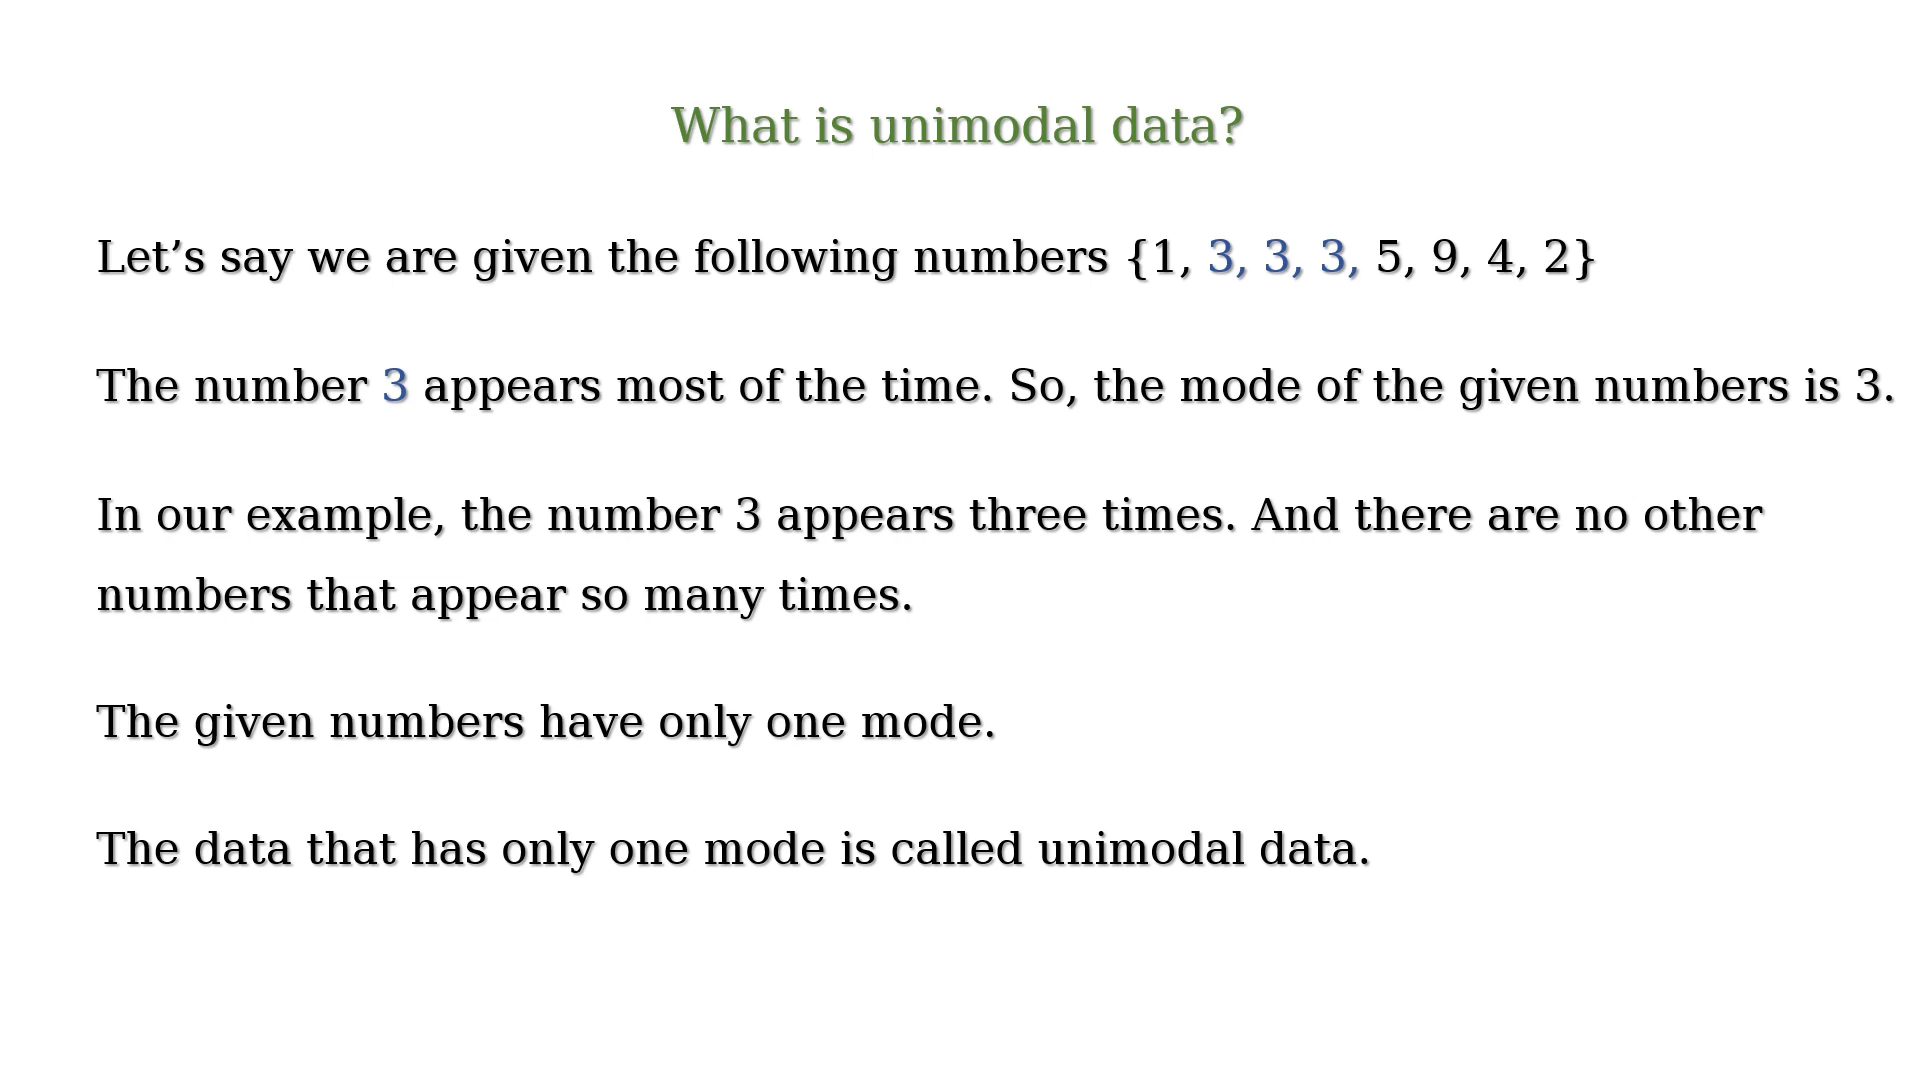 What is unimodal data?
Let’s say we are given the following numbers {1, 3, 3, 3, 5, 9, 4, 2}
The number 3 appears most of the time. So, the mode of the given numbers is 3.
In our example, the number 3 appears three times. And there are no other
numbers that appear so many times.
The given numbers have only one mode.
The data that has only one mode is called unimodal data.